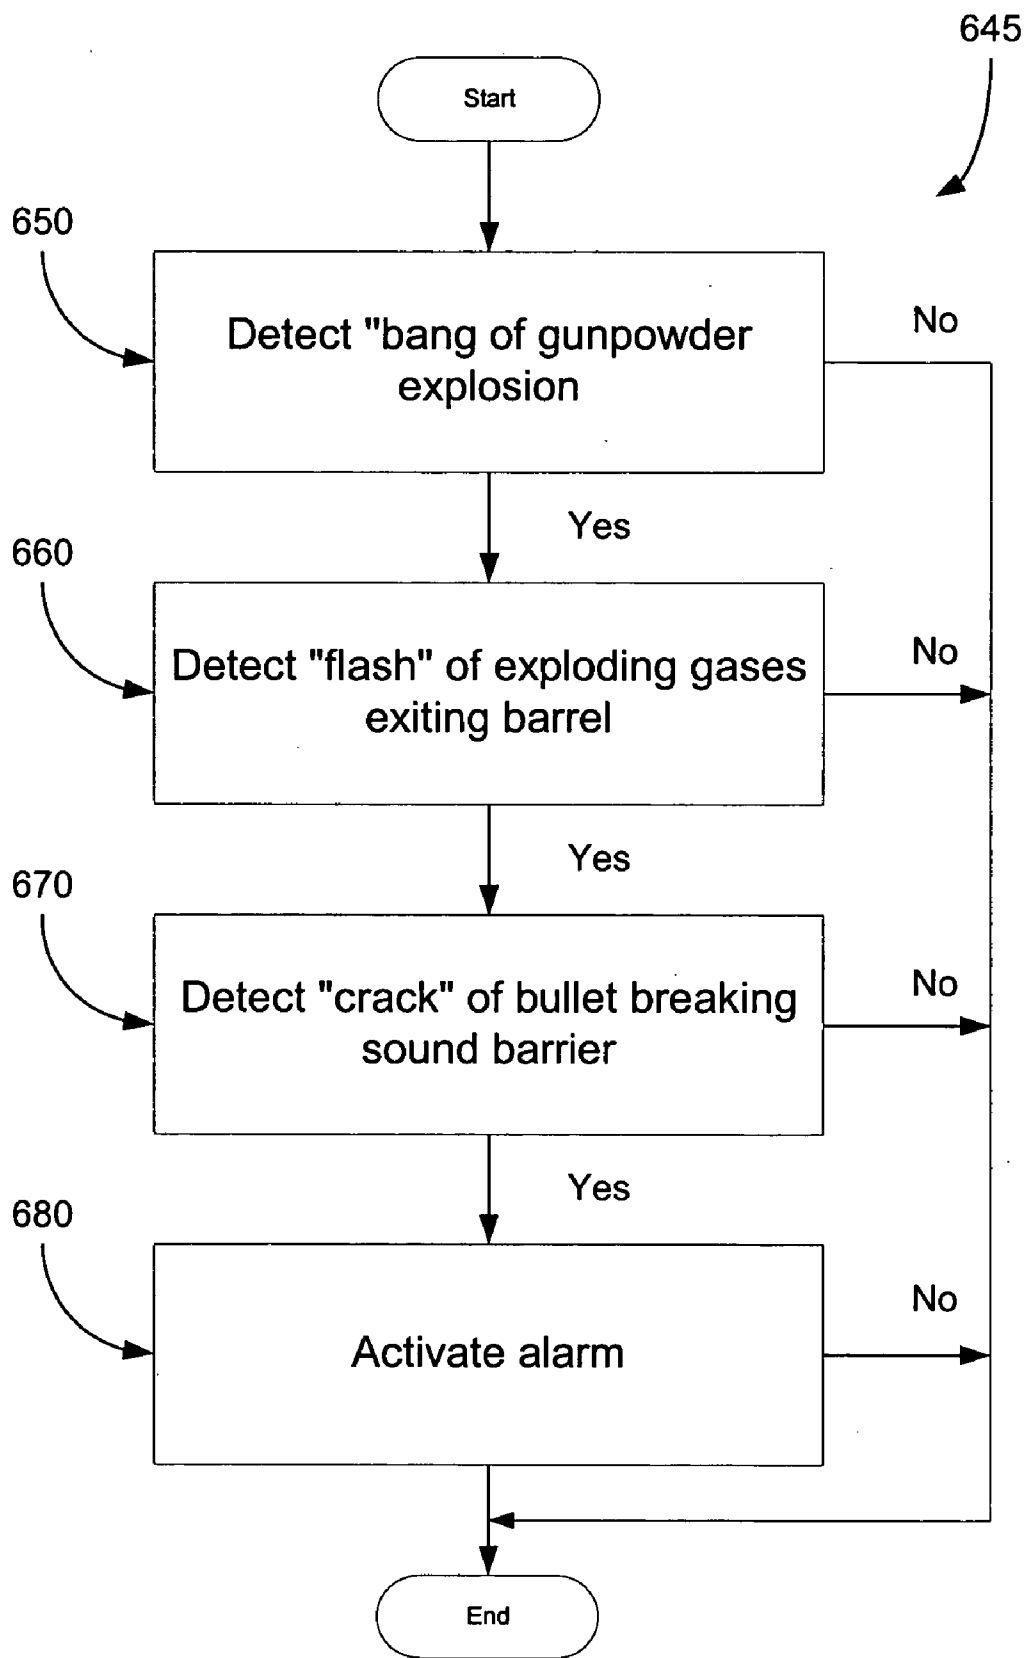 645
Start
650
Detect "bang of gunpowder
explosion
No
Yes
660
Detect "flash" of exploding gases
exiting barrel
No
Yes
670
Detect "crack" of bullet breaking
sound barrier
No
Yes
680
Activate alarm
No
End